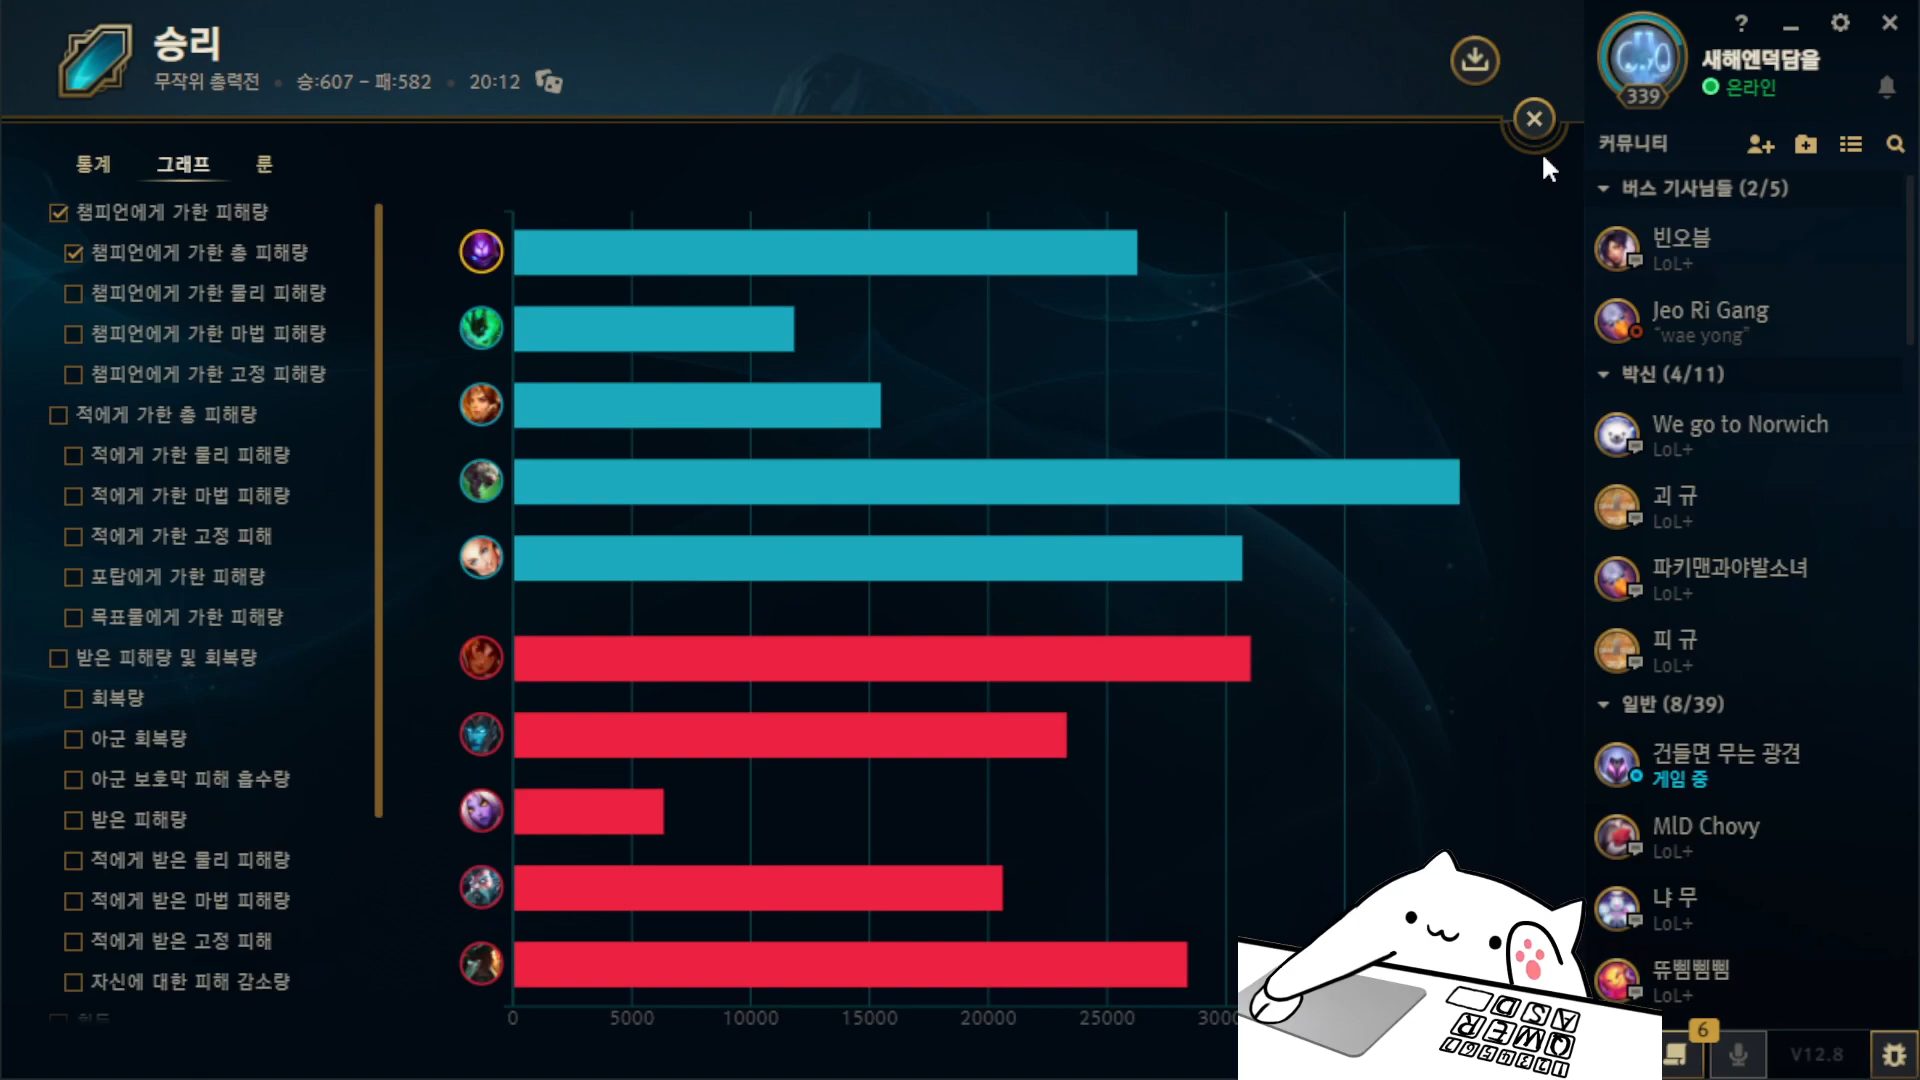 승리
무작위 총력전 • 승:607 – 패:582 • 20:12
통계 그래프 룬
챔피언에게 가한 피해량
챔피언에게 가한 총 피해량
챔피언에게 가한 물리 피해량
챔피언에게 가한 마법 피해량
챔피언에게 가한 고정 피해량
적에게 가한 총 피해량
적에게 가한 물리 피해량
적에게 가한 마법 피해량
적에게 가한 고정 피해
포탑에게 가한 피해량
목표물에게 가한 피해량
받은 피해량 및 회복량
회복량
아군 회복량
아군 보호막 피해 흡수량
받은 피해량
적에게 받은 물리 피해량
적에게 받은 마법 피해량
적에게 받은 고정 피해
자신에 대한 피해 감소량
0 5000 10000 15000 20000 25000
339
새해엔덕담을
온라인
커뮤니티
버스 기사님들 (2/5)
빈오븜
LoL+
Jeo Ri Gang
"wae yong"
박신 (4/11)
We go to Norwich
LoL+
괴 규
LoL+
파키맨과야발소녀
LoL+
피 규
LoL+
일반 (8/39)
건들면 무는 광견
게임 중
MlD Chovy
LoL+
냐 무
LoL+
뜌삠삠삠
LoL+
6
V12.8